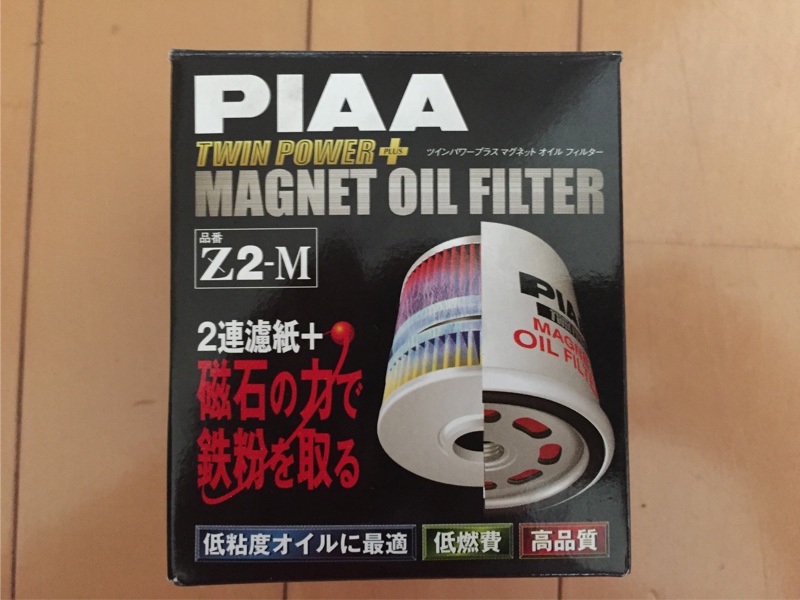 PIAA
TWIN POWER+
PLUS
ツインパワープラス マグネット オイル フィルター
MAGNET OIL FILTER
品番
Z2-M
PIAA
MAGNE
OIL FIL
2連濾紙+
磁石の力で
鉄粉を取る
低粘度オイルに最適
低燃費
高品質